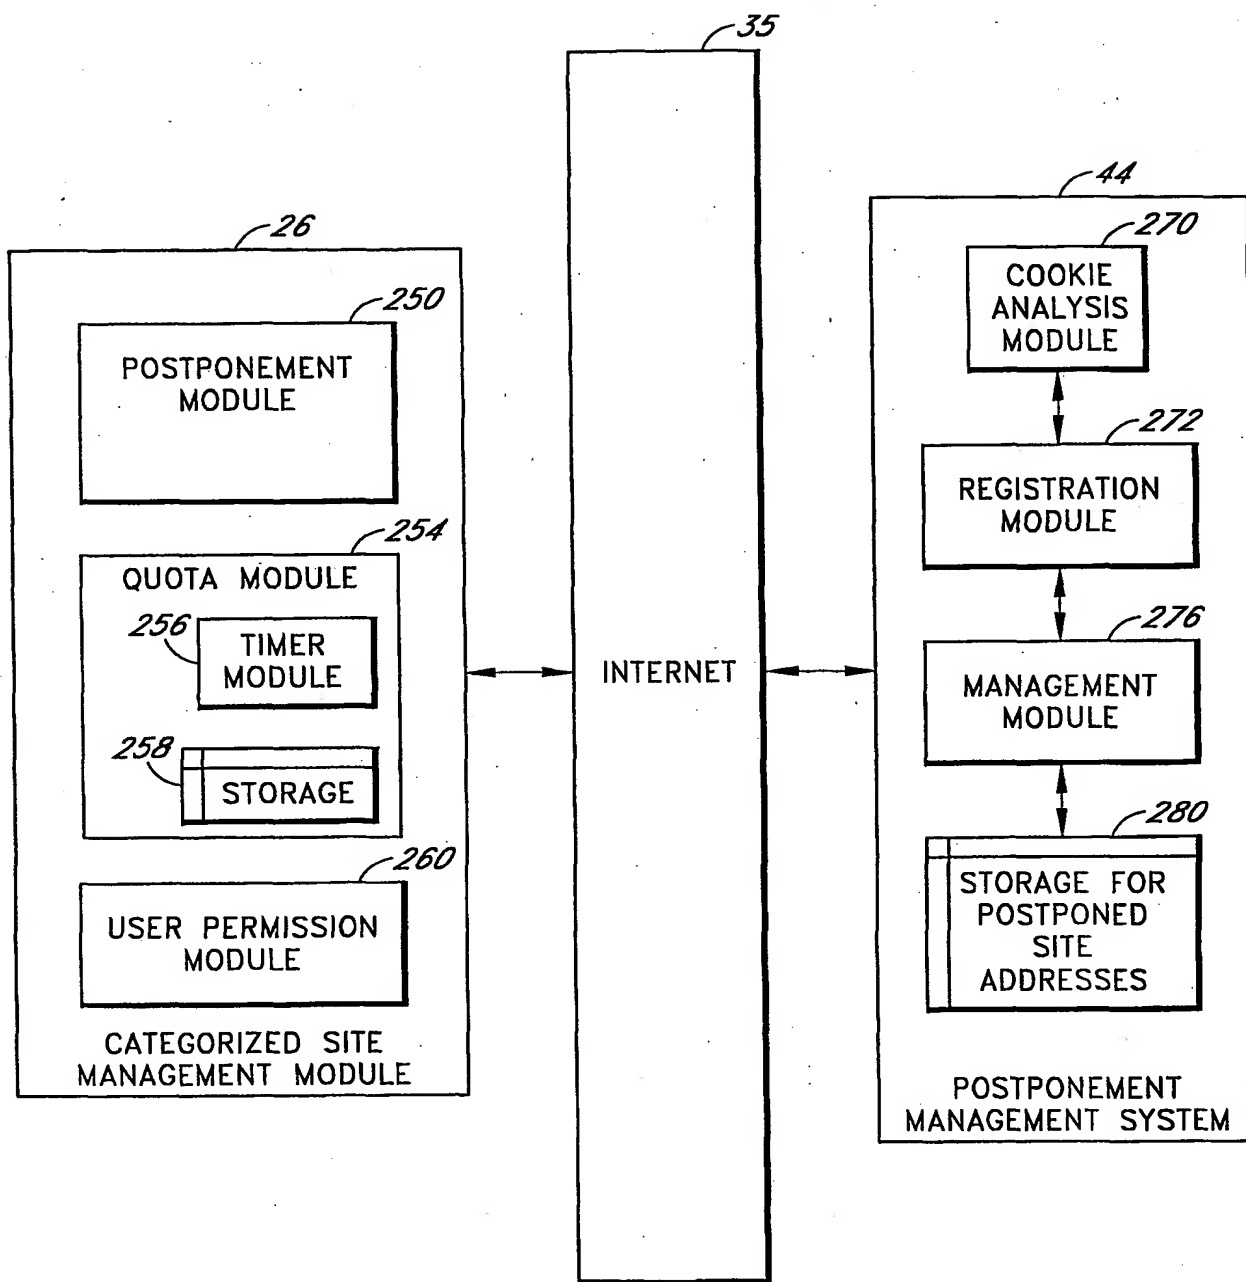 35
26
250
POSTPONEMENT
MODULE
254
QUOTA MODULE
256
TIMER
MODULE
258
STORAGE
260
USER PERMISSION
MODULE
CATEGORIZED SITE
MANAGEMENT MODULE
INTERNET
44
270
COOKIE
ANALYSIS
MODULE
272
REGISTRATION
MODULE
276
MANAGEMENT
MODULE
280
STORAGE FOR
POSTPONED
SITE
ADDRESSES
POSTPONEMENT
MANAGEMENT SYSTEM